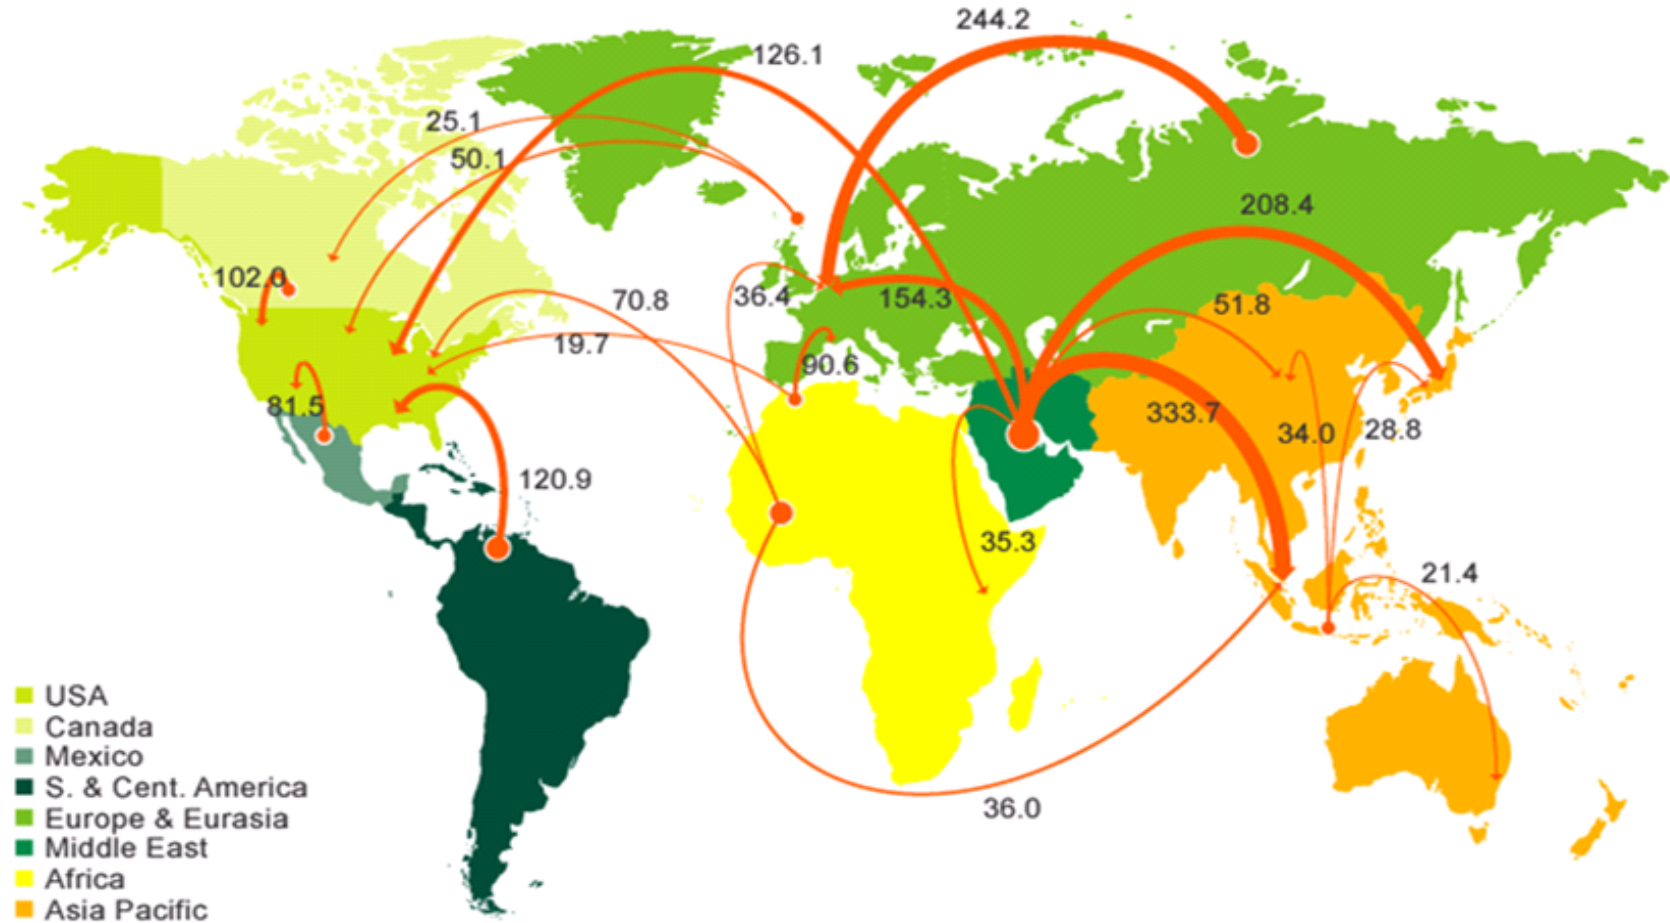 244.2
126.1
25.1
50.1
208.4
102.0
70.8
36.4
154.3
51.8
19.7
90.6
81.5
333.7
34.0
28.8
120.9
35.3
21.4
36.0
USA
Canada
Mexico
S. & Cent. America
Europe & Eurasia
Middle East
Africa
Asia Pacific